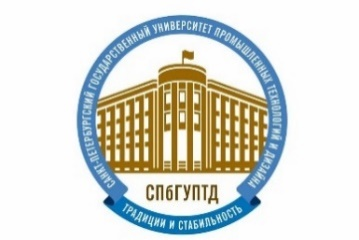 САНКТ-ПЕТЕРБУРГСКИЙ ГОСУДАРСТВЕННЫЙ УНИВЕРСИТЕТ ПРОМЫШЛЕННЫХ ТЕХНОЛОГИЙ И ДИЗАЙНА
СПбГУПТД
ТРАДИЦИИ И СТАБИЛЬНОСТЬ